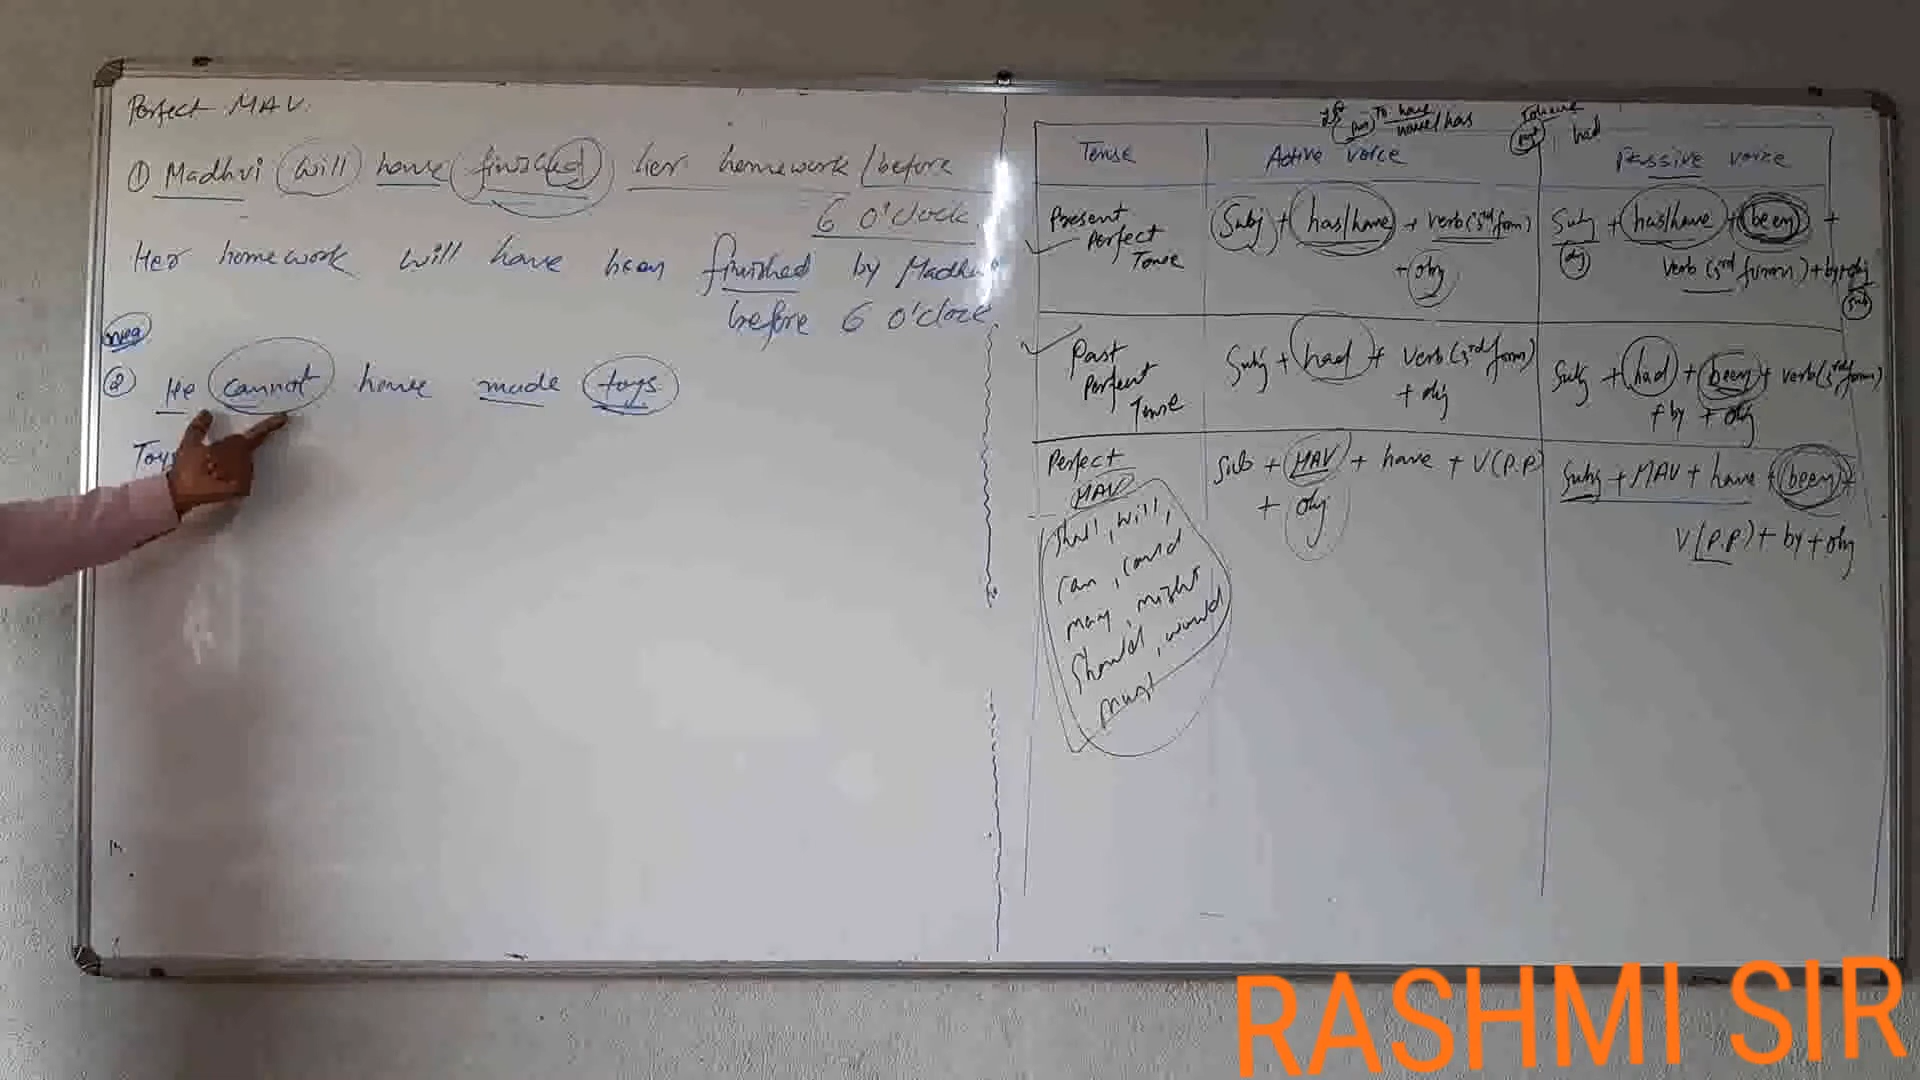 Perfect MAV.
① Madhvi will have finished her homework / before
6 O'clock
Her homework will have been finished by Madhvi
before 6 O'clock
neg
② He cannot have made toys
Toys
To have
have/has
had
Tense Active voice Passive voice
Present Perfect Tense
Subj + has/have + verb (3rd form)
+ obj
Subj + has/have + been +
obj
verb (3rd form) + by + obj
sub
Past Perfect Tense
Subj + had + verb (3rd form)
+ obj
Subj + had + been + verb (3rd form)
+ by + obj
Perfect
MAV
Sub + MAV + have + V (P.P)
+ obj
Subj + MAV + have + been +
V (P.P) + by + obj
Shall, will,
can, could
may, might
Should, would
must
RASHMI SIR